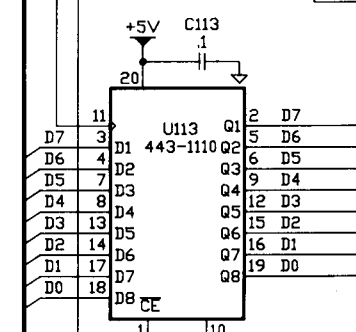 +5V C113
.1
20
11 U113 Q1 2 D7
D7 3 D1 443-1110 Q2 5 D6
D6 4 D2 Q3 6 D5
D5 7 D3 Q4 9 D4
D4 8 D4 Q5 12 D3
D3 13 D5 Q6 15 D2
D2 14 D6 Q7 16 D1
D1 17 D7 Q8 19 D0
D0 18 D8 CE
1 10